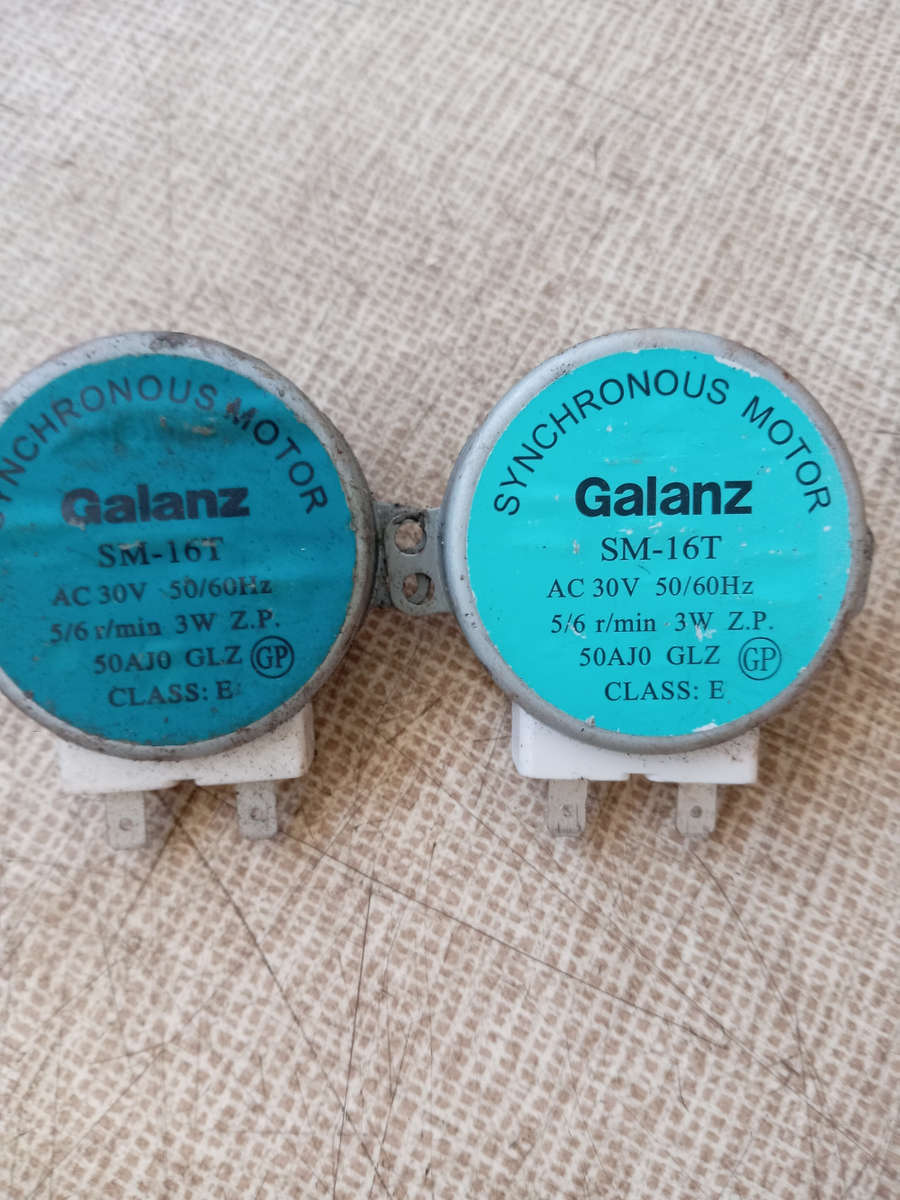 SYNCHRONOUS MOTOR
Galanz
SM-16T
AC 30V 50/60Hz
5/6 r/min 3W Z.P.
50AJ0 GLZ GP
CLASS: E
SYNCHRONOUS MOTOR
Galanz
SM-16T
AC 30V 50/60Hz
5/6 r/min 3W Z.P.
50AJ0 GLZ GP
CLASS: E